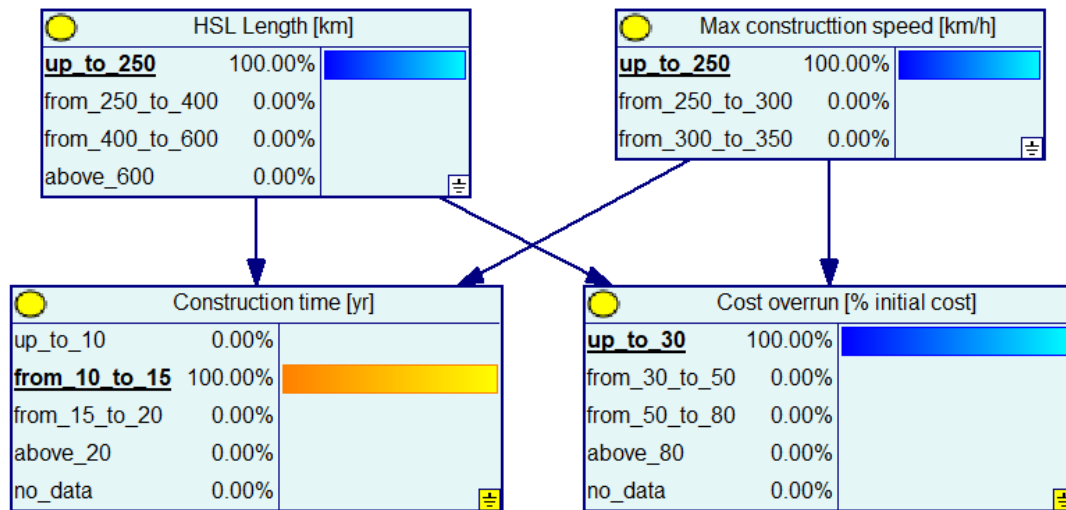 HSL Length [km]
up_to_250 100.00%
from_250_to_400 0.00%
from_400_to_600 0.00%
above_600 0.00%
Max constructtion speed [km/h]
up_to_250 100.00%
from_250_to_300 0.00%
from_300_to_350 0.00%
Construction time [yr]
up_to_10 0.00%
from_10_to_15 100.00%
from_15_to_20 0.00%
above_20 0.00%
no_data 0.00%
Cost overrun [% initial cost]
up_to_30 100.00%
from_30_to_50 0.00%
from_50_to_80 0.00%
above_80 0.00%
no_data 0.00%